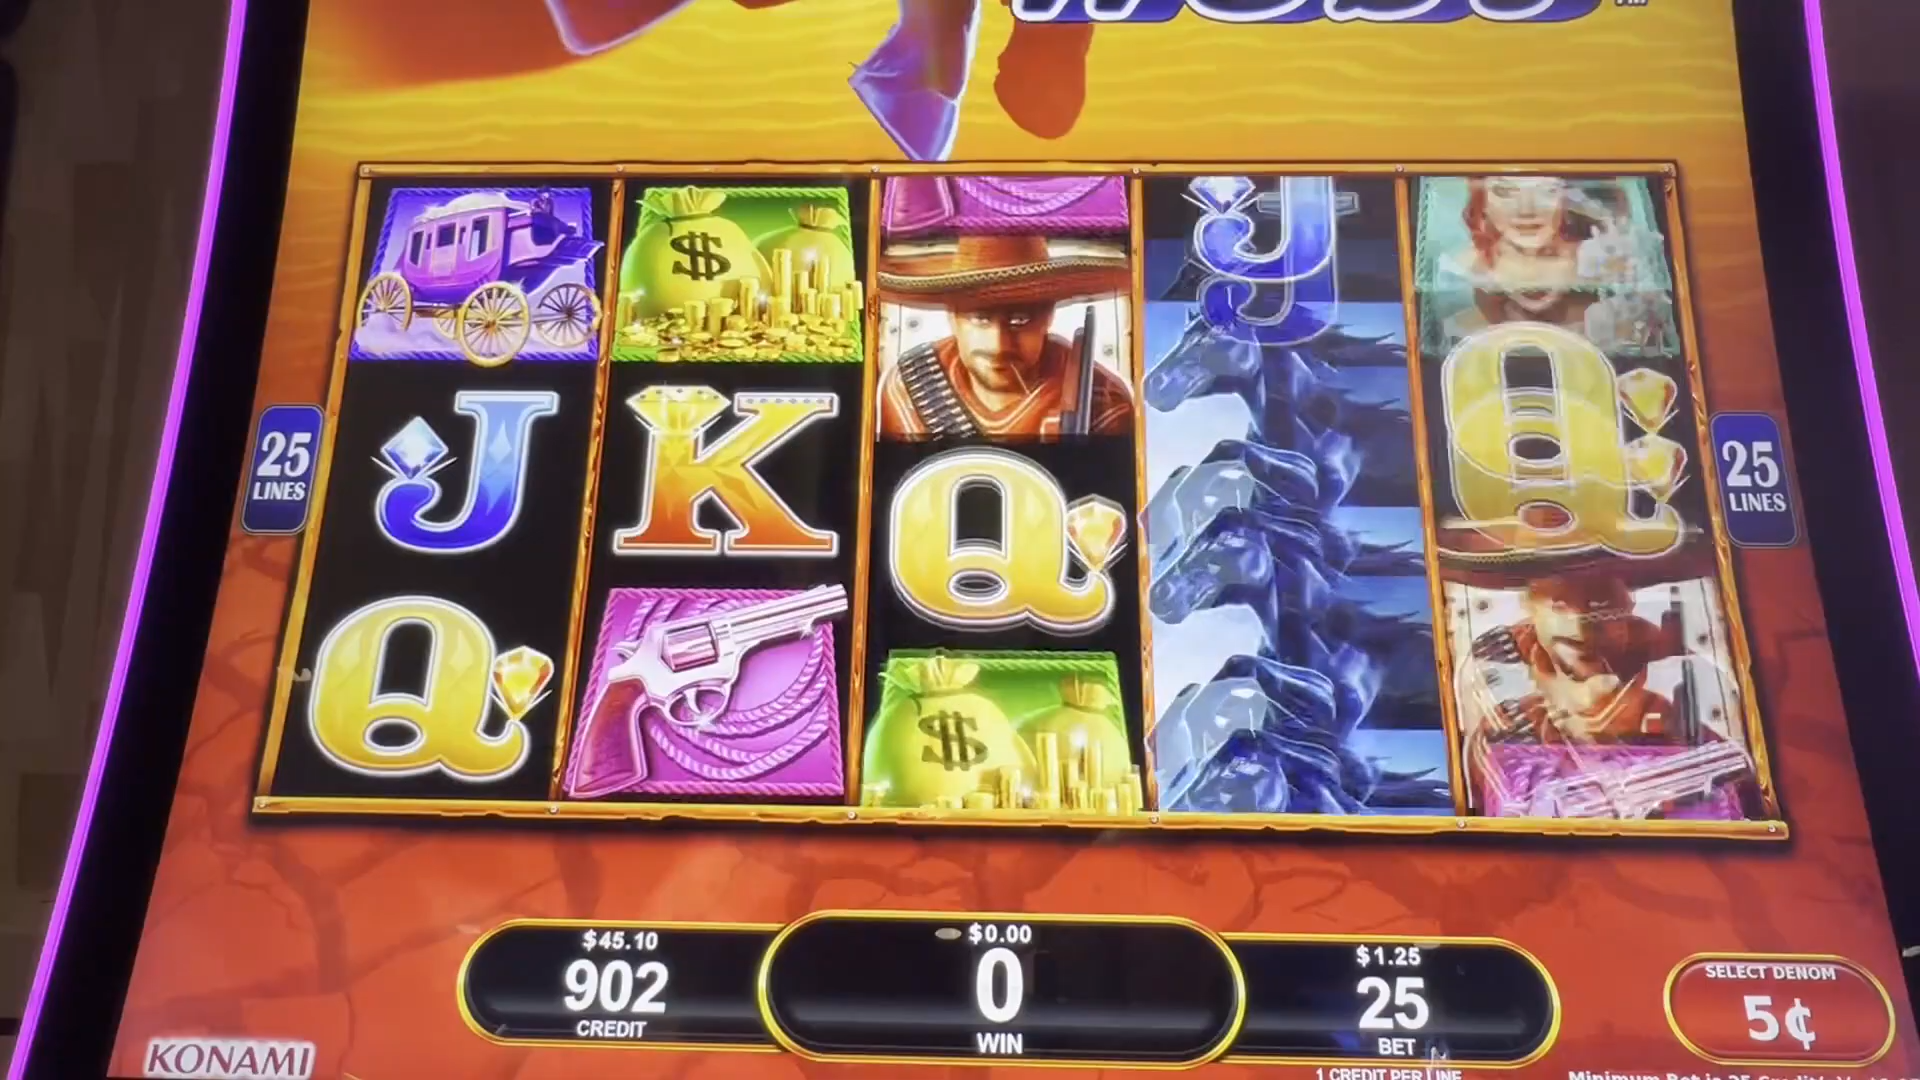 TM
$
J
25
LINES
J
K
Q
Q
25
LINES
Q
$
$45.10
902
CREDIT
$0.00
0
WIN
$1.25
25
BET
SELECT DENOM
5¢
KONAMI
1 CREDIT PER LINE